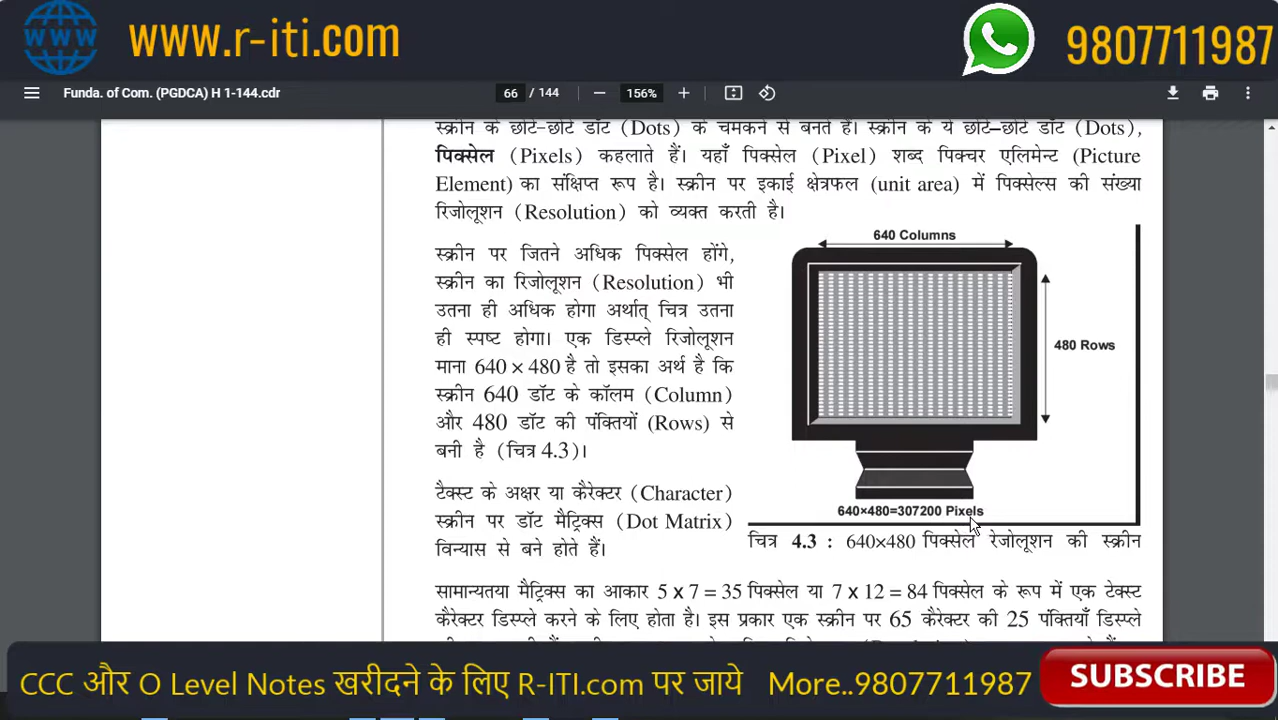 WWW
www.r-iti.com
9807711987
Funda. of Com. (PGDCA) H 1-144.cdr
66 / 144
156%
स्क्रीन के छोटे-छोटे डॉट (Dots) के चमकने से बनते हैं। स्क्रीन के ये छोटे–छोटे डॉट (Dots),
पिक्सेल (Pixels) कहलाते हैं। यहाँ पिक्सेल (Pixel) शब्द पिक्चर एलिमेन्ट (Picture
Element) का संक्षिप्त रूप है। स्क्रीन पर इकाई क्षेत्रफल (unit area) में पिक्सेल्स की संख्या
रिजोलूशन (Resolution) को व्यक्त करती है।
स्क्रीन पर जितने अधिक पिक्सेल होंगे,
स्क्रीन का रिजोलूशन (Resolution) भी
उतना ही अधिक होगा अर्थात् चित्र उतना
ही स्पष्ट होगा। एक डिस्प्ले रिजोलूशन
माना 640 × 480 है तो इसका अर्थ है कि
स्क्रीन 640 डॉट के कॉलम (Column)
और 480 डॉट की पंक्तियों (Rows) से
बनी है (चित्र 4.3)।
640 Columns
480 Rows
640×480=307200 Pixels
चित्र 4.3 : 640×480 पिक्सेल रेजोलूशन की स्क्रीन
टैक्स्ट के अक्षर या कैरेक्टर (Character)
स्क्रीन पर डॉट मैट्रिक्स (Dot Matrix)
विन्यास से बने होते हैं।
सामान्यतया मैट्रिक्स का आकार 5 x 7 = 35 पिक्सेल या 7 x 12 = 84 पिक्सेल के रूप में एक टेक्स्ट
कैरेक्टर डिस्प्ले करने के लिए होता है। इस प्रकार एक स्क्रीन पर 65 कैरेक्टर की 25 पंक्तियाँ डिस्प्ले
CCC और O Level Notes खरीदने के लिए R-ITI.com पर जाये More..9807711987
SUBSCRIBE